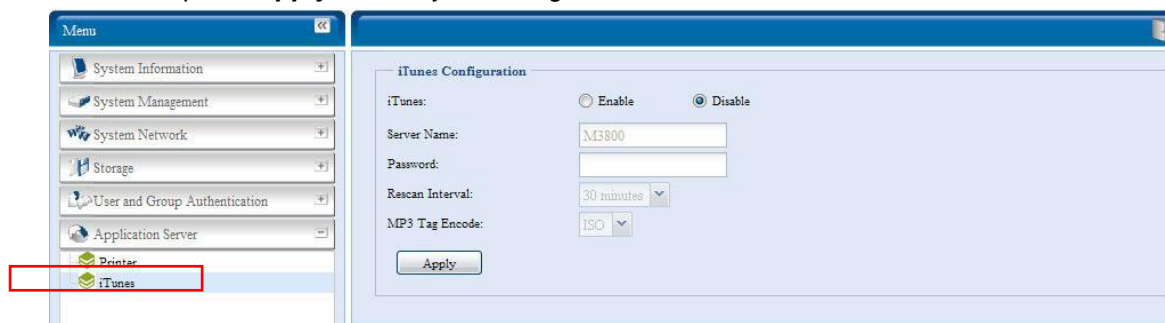 Menu
System Information
System Management
System Network
Storage
User and Group Authentication
Application Server
Printer
iTunes
iTunes Configuration
iTunes: Enable Disable
Server Name: M3800
Password:
Rescan Interval: 30 minutes
MP3 Tag Encode: ISO
Apply